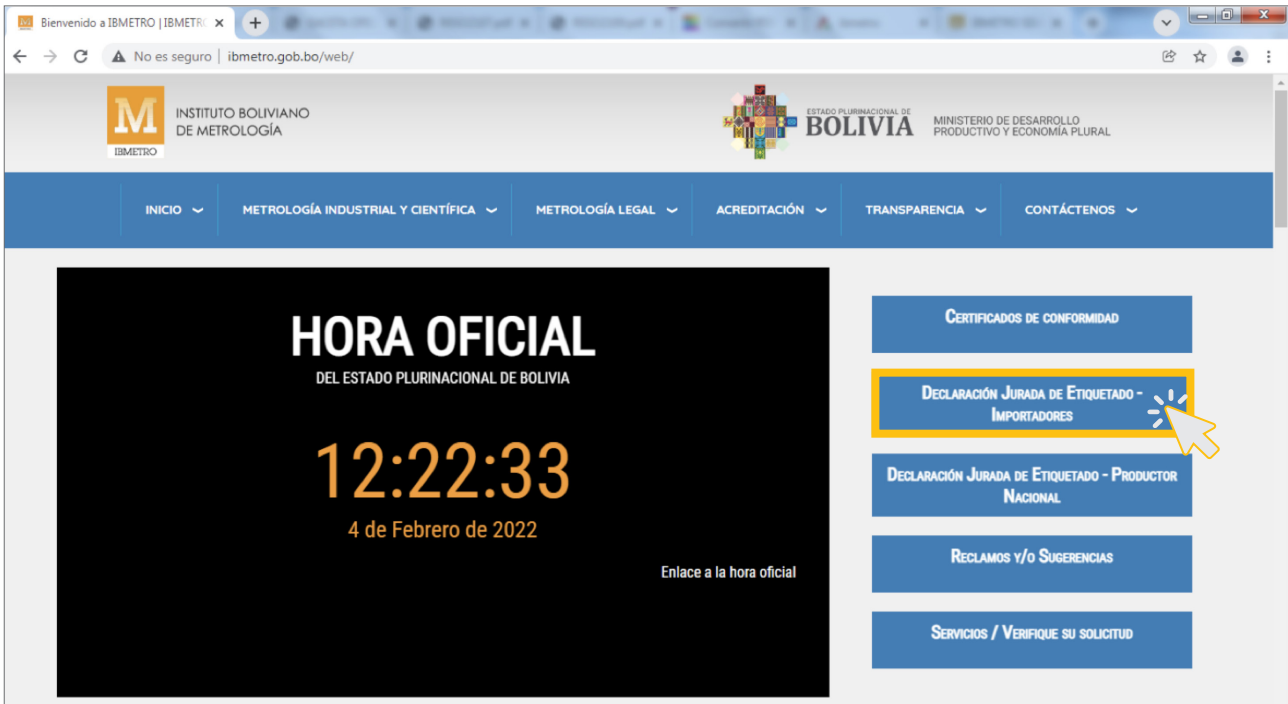 Bienvenido a IBMETRO | IBMETRO
No es seguro | ibmetro.gob.bo/web/
M
IBMETRO
INSTITUTO BOLIVIANO
DE METROLOGÍA
ESTADO PLURINACIONAL DE
BOLIVIA
MINISTERIO DE DESARROLLO
PRODUCTIVO Y ECONOMÍA PLURAL
INICIO
METROLOGÍA INDUSTRIAL Y CIENTÍFICA
METROLOGÍA LEGAL
ACREDITACIÓN
TRANSPARENCIA
CONTÁCTENOS
HORA OFICIAL
DEL ESTADO PLURINACIONAL DE BOLIVIA
12:22:33
4 de Febrero de 2022
Enlace a la hora oficial
Certificados de conformidad
Declaración Jurada de Etiquetado -
Importadores
Declaración Jurada de Etiquetado - Productor
Nacional
Reclamos y/o Sugerencias
Servicios / Verifique su solicitud